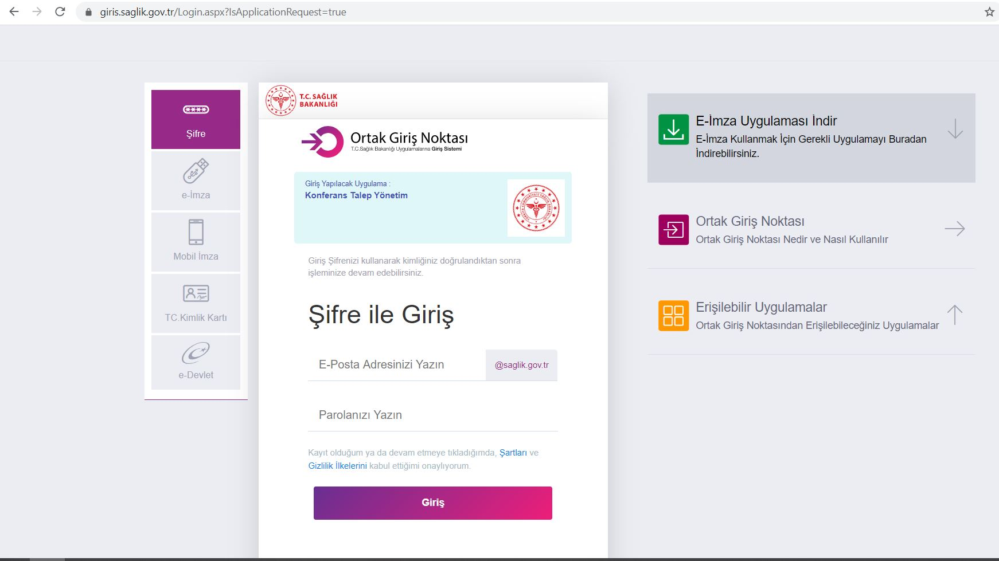 giris.saglik.gov.tr/Login.aspx?IsApplicationRequest=true
Şifre
e-İmza
Mobil İmza
TC.Kimlik Kartı
e-Devlet
T.C. SAĞLIK
BAKANLIĞI
Ortak Giriş Noktası
T.C.Sağlık Bakanlığı Uygulamalarına Giriş Sistemi
Giriş Yapılacak Uygulama :
Konferans Talep Yönetim
Giriş Şifrenizi kullanarak kimliğiniz doğrulandıktan sonra
işleminize devam edebilirsiniz.
Şifre ile Giriş
E-Posta Adresinizi Yazın
@saglik.gov.tr
Parolanızı Yazın
Kayıt olduğum ya da devam etmeye tıkladığımda, Şartları ve
Gizlilik İlkelerini kabul ettiğimi onaylıyorum.
Giriş
E-İmza Uygulaması İndir
E-İmza Kullanmak İçin Gerekli Uygulamayı Buradan
İndirebilirsiniz.
Ortak Giriş Noktası
Ortak Giriş Noktası Nedir ve Nasıl Kullanılır
Erişilebilir Uygulamalar
Ortak Giriş Noktasından Erişilebileceğiniz Uygulamalar